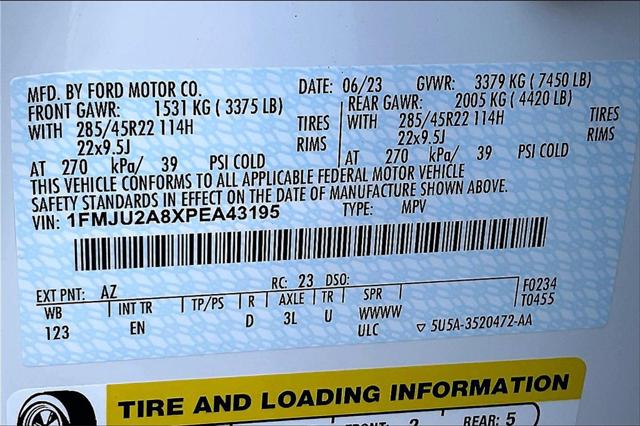 MFD. BY FORD MOTOR CO. DATE: 06/23 GVWR: 3379 KG ( 7450 LB)
FRONT GAWR: 1531 KG ( 3375 LB) REAR GAWR: 2005 KG ( 4420 LB)
WITH 285/45R22 114H TIRES WITH 285/45R22 114H TIRES
22x9.5J RIMS 22x9.5J RIMS
AT 270 kPa/ 39 PSI COLD AT 270 kPa/ 39 PSI COLD
THIS VEHICLE CONFORMS TO ALL APPLICABLE FEDERAL MOTOR VEHICLE
SAFETY STANDARDS IN EFFECT ON THE DATE OF MANUFACTURE SHOWN ABOVE.
VIN: 1FMJU2A8XPEA43195 TYPE: MPV
EXT PNT: AZ RC: 23 DSO: F0234
WB INT TR TP/PS R AXLE TR SPR T0455
123 EN D 3L U WWWW
ULC ▽ 5U5A-3520472-AA
TIRE AND LOADING INFORMATION
REAR: 5